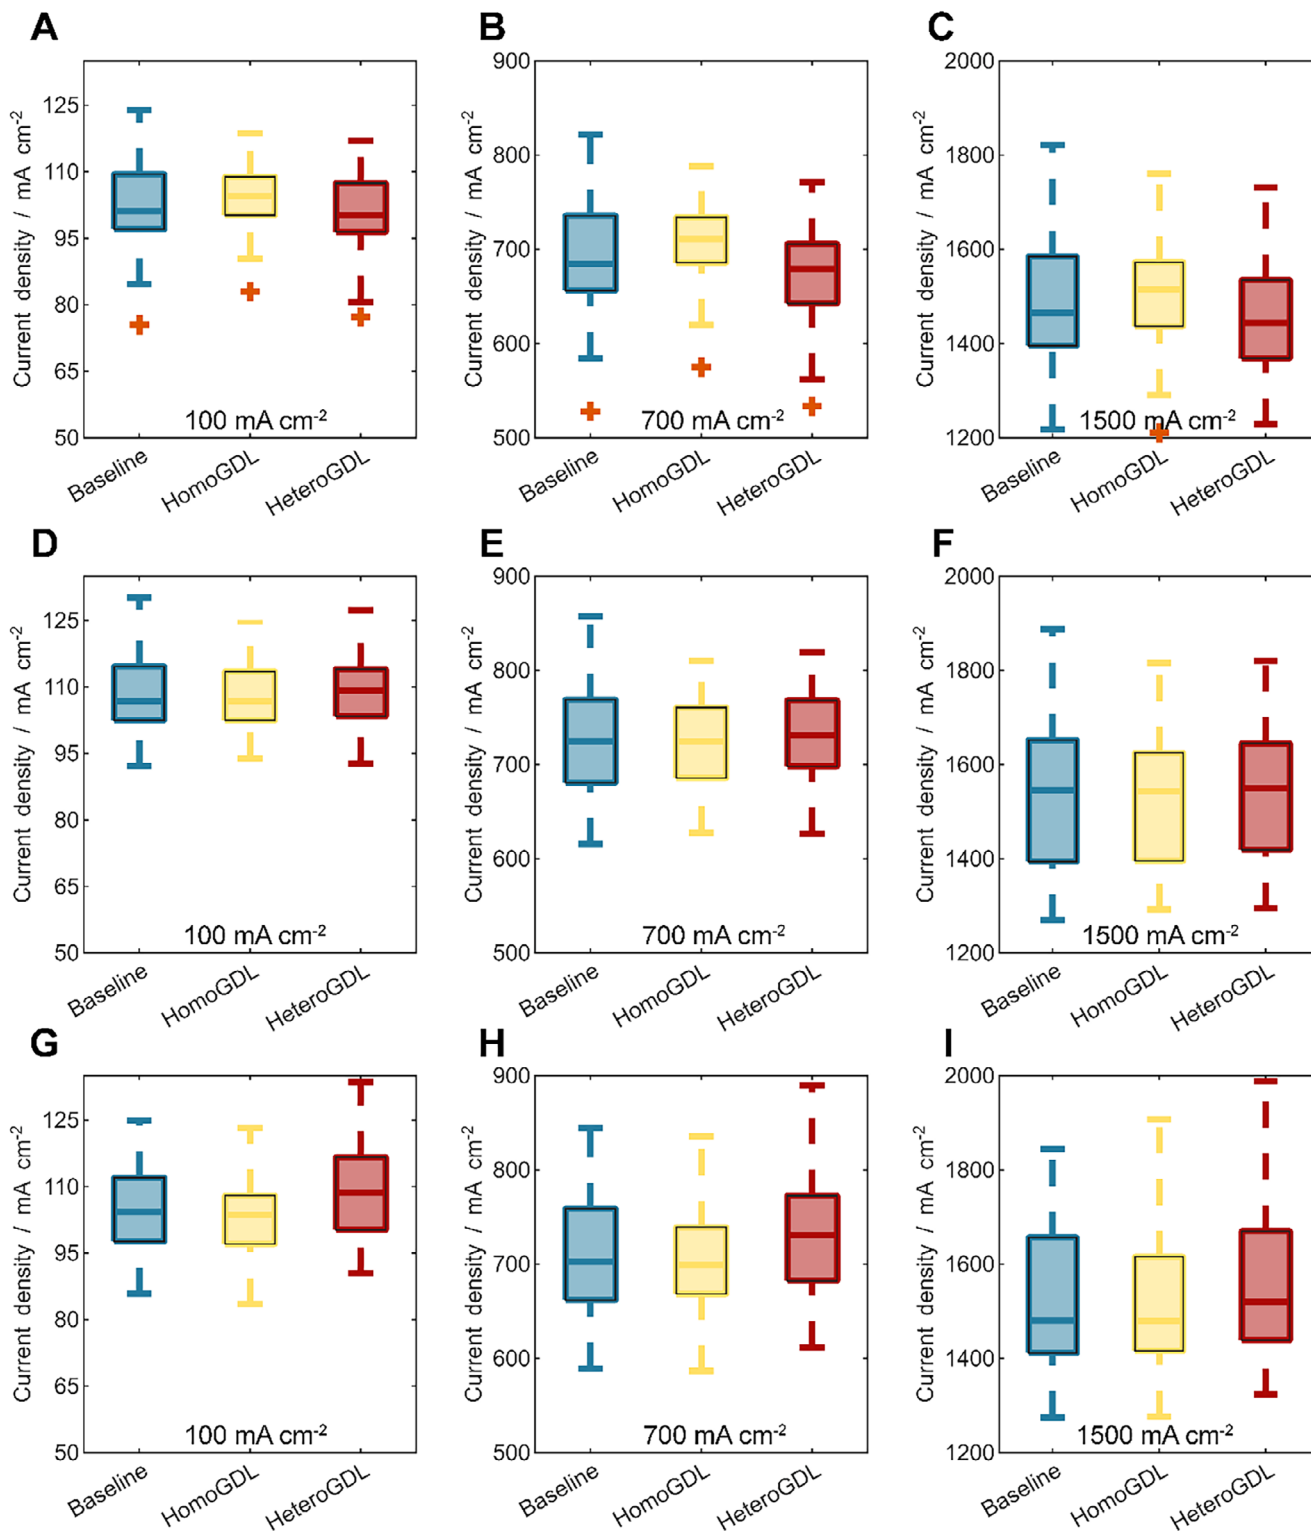 A
B
C
Current density / mA cm-2
125
110
95
80
65
50
100 mA cm-2
Baseline
HomoGDL
HeteroGDL
Current density / mA cm-2
900
800
700
600
500
700 mA cm-2
Baseline
HomoGDL
HeteroGDL
Current density / mA cm-2
2000
1800
1600
1400
1200
1500 mA cm-2
Baseline
HomoGDL
HeteroGDL
D
E
F
Current density / mA cm-2
125
110
95
80
65
50
100 mA cm-2
Baseline
HomoGDL
HeteroGDL
Current density / mA cm-2
900
800
700
600
500
700 mA cm-2
Baseline
HomoGDL
HeteroGDL
Current density / mA cm-2
2000
1800
1600
1400
1200
1500 mA cm-2
Baseline
HomoGDL
HeteroGDL
G
H
I
Current density / mA cm-2
125
110
95
80
65
50
100 mA cm-2
Baseline
HomoGDL
HeteroGDL
Current density / mA cm-2
900
800
700
600
500
700 mA cm-2
Baseline
HomoGDL
HeteroGDL
Current density / mA cm-2
2000
1800
1600
1400
1200
1500 mA cm-2
Baseline
HomoGDL
HeteroGDL